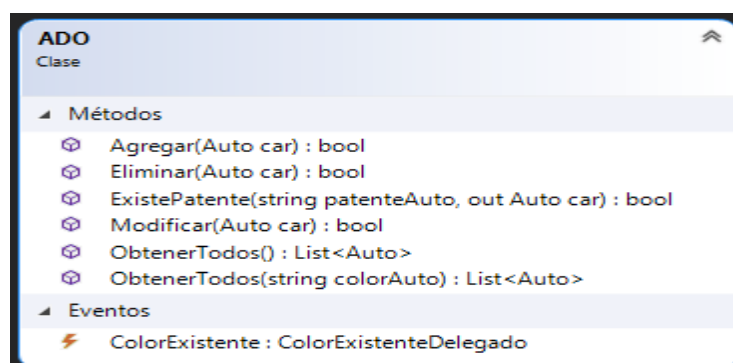 ADO
Clase
Métodos
Agregar(Auto car) : bool
Eliminar(Auto car) : bool
ExistePatente(string patenteAuto, out Auto car) : bool
Modificar(Auto car) : bool
ObtenerTodos() : List<Auto>
ObtenerTodos(string colorAuto) : List<Auto>
Eventos
ColorExistente : ColorExistenteDelegado